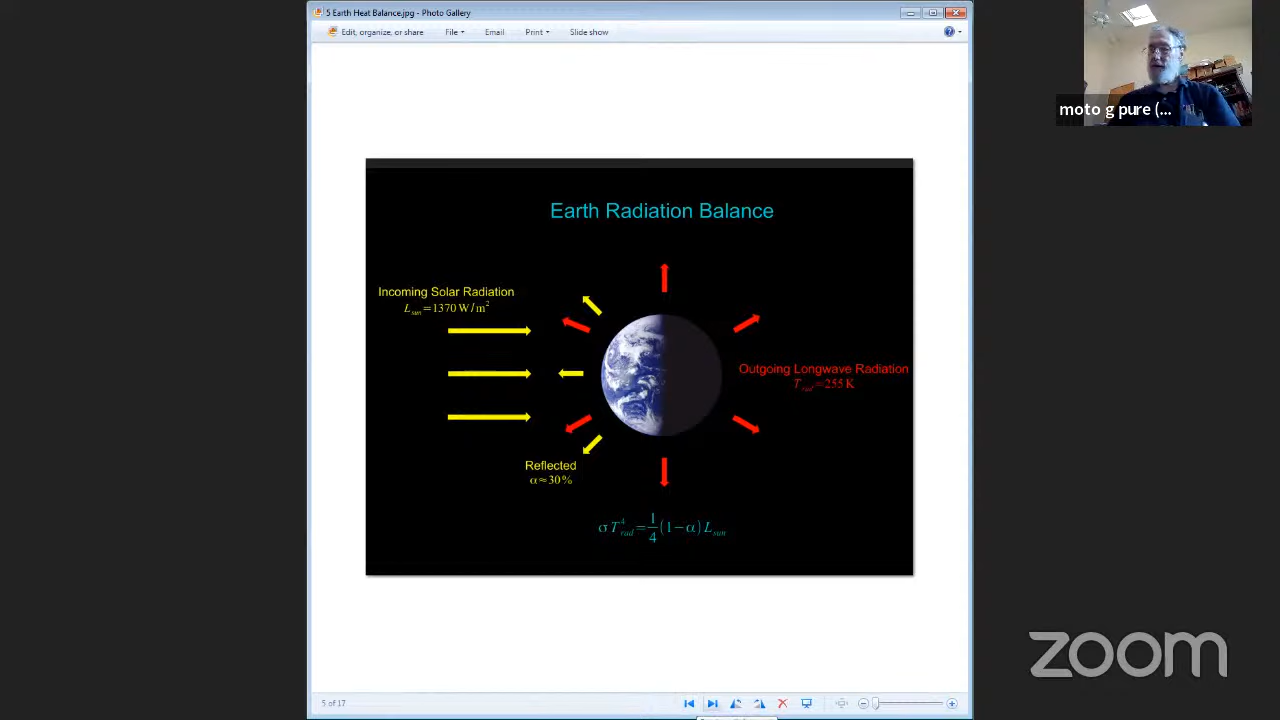 5 Earth Heat Balance.jpg - Photo Gallery
Edit, organize, or share File Email Print Slide show
moto g pure (...
Earth Radiation Balance
Incoming Solar Radiation
L_sun = 1370 W / m²
Outgoing Longwave Radiation
T_rad = 255 K
Reflected
α ≈ 30 %
σ T⁴_rad = 1/4 (1 − α) L_sun
zoom
5 of 17